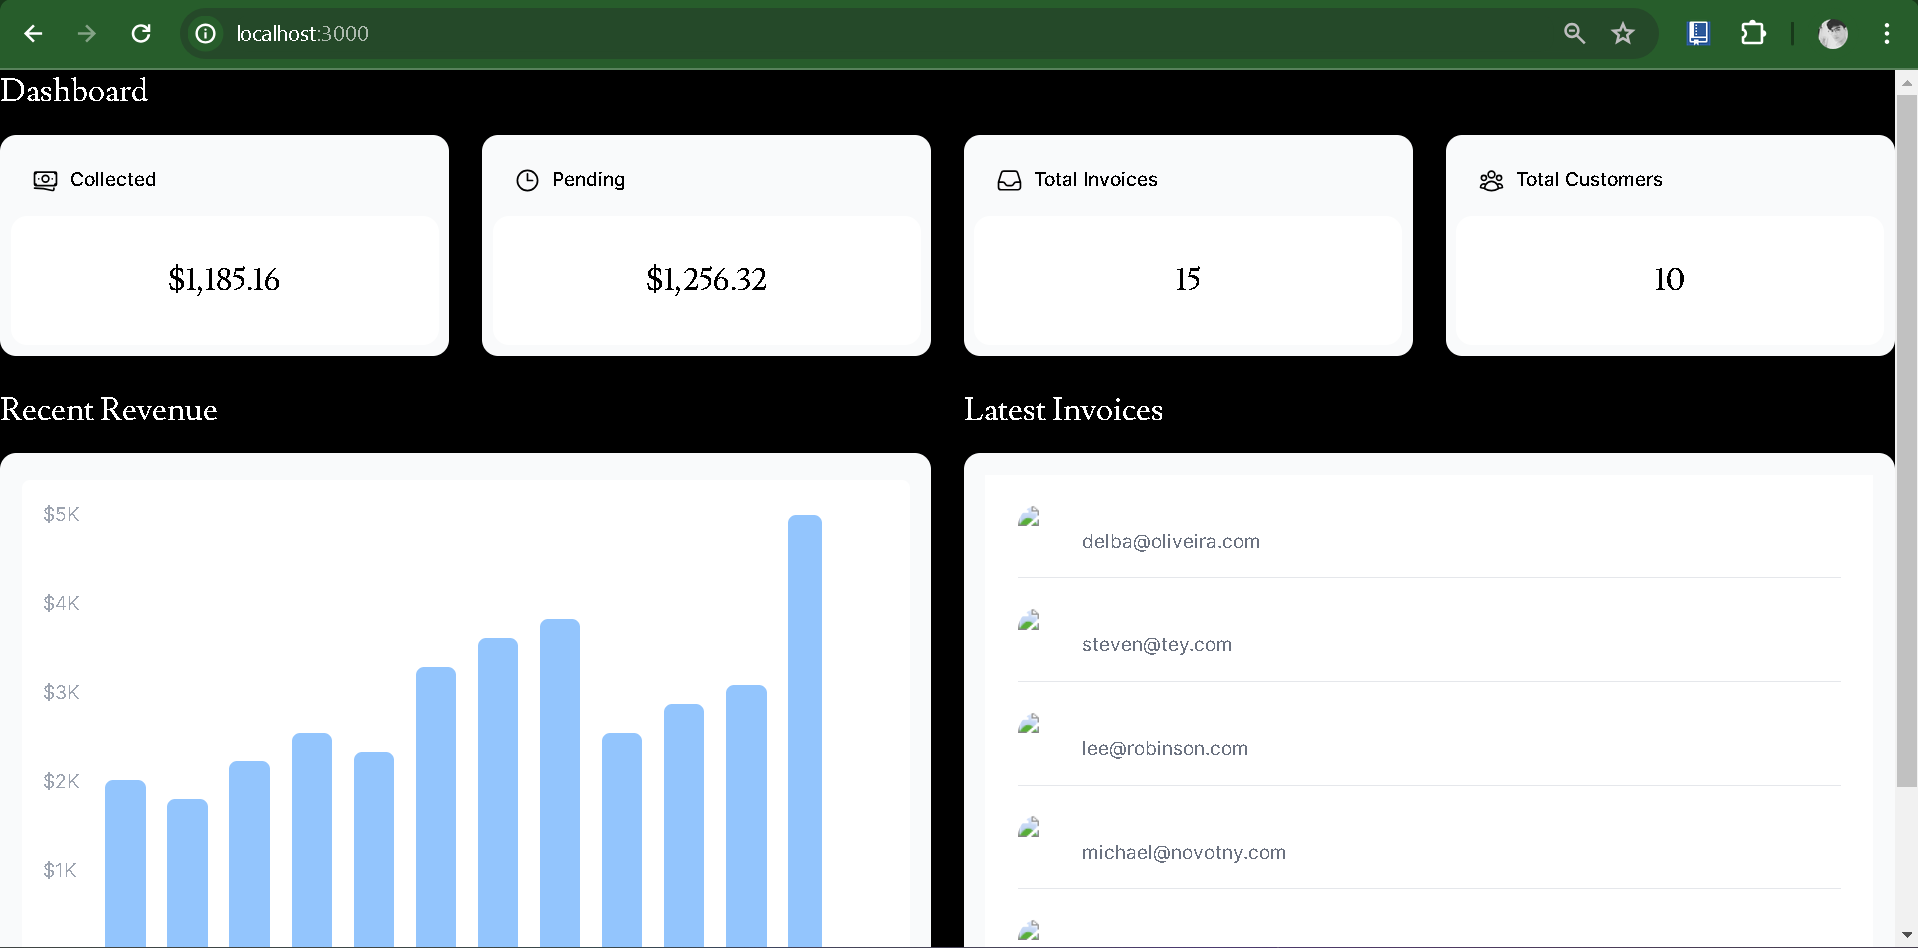 localhost:3000
Dashboard
Collected
$1,185.16
Pending
$1,256.32
Total Invoices
15
Total Customers
10
Recent Revenue
$5K
$4K
$3K
$2K
$1K
Latest Invoices
delba@oliveira.com
steven@tey.com
lee@robinson.com
michael@novotny.com